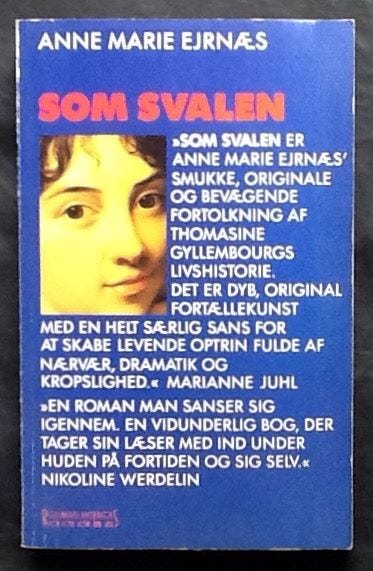 ANNE MARIE EJRNÆS
SOM SVALEN
»SOM SVALEN ER
ANNE MARIE EJRNÆS'
SMUKKE, ORIGINALE
OG BEVÆGENDE
FORTOLKNING AF
THOMASINE
GYLLEMBOURGS
LIVSHISTORIE.
DET ER DYB, ORIGINAL
FORTÆLLEKUNST
MED EN HELT SÆRLIG SANS FOR
AT SKABE LEVENDE OPTRIN FULDE AF
NÆRVÆR, DRAMATIK OG
KROPSLIGHED.« MARIANNE JUHL
»EN ROMAN MAN SANSER SIG
IGENNEM. EN VIDUNDERLIG BOG, DER
TAGER SIN LÆSER MED IND UNDER
HUDEN PÅ FORTIDEN OG SIG SELV.«
NIKOLINE WERDELIN